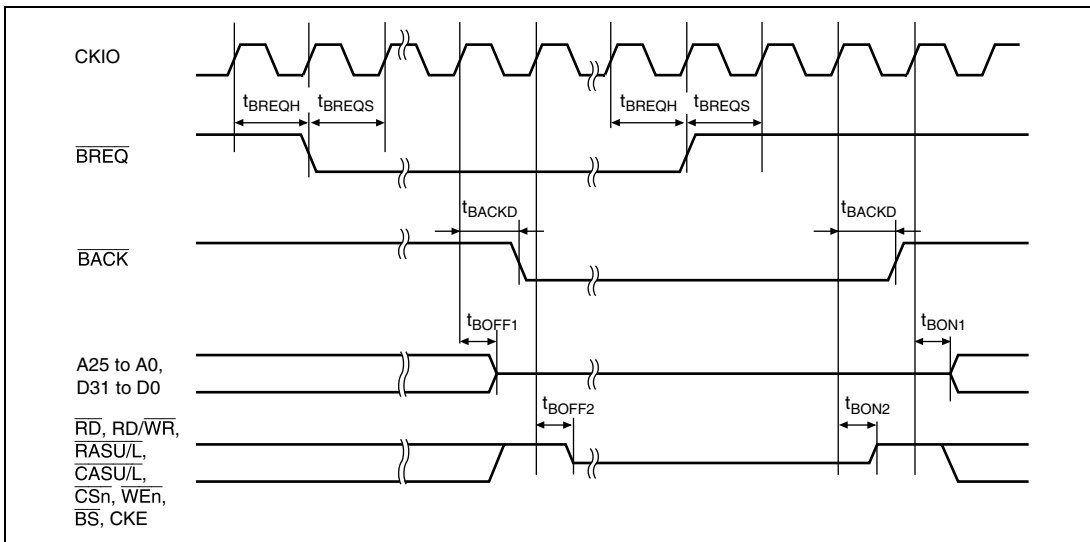 CKIO
tBREQH tBREQS tBREQH tBREQS
BREQ
tBACKD tBACKD
BACK
tBOFF1 tBON1
A25 to A0,
D31 to D0
tBOFF2 tBON2
RD, RD/WR,
RASU/L,
CASU/L,
CSn, WEn,
BS, CKE